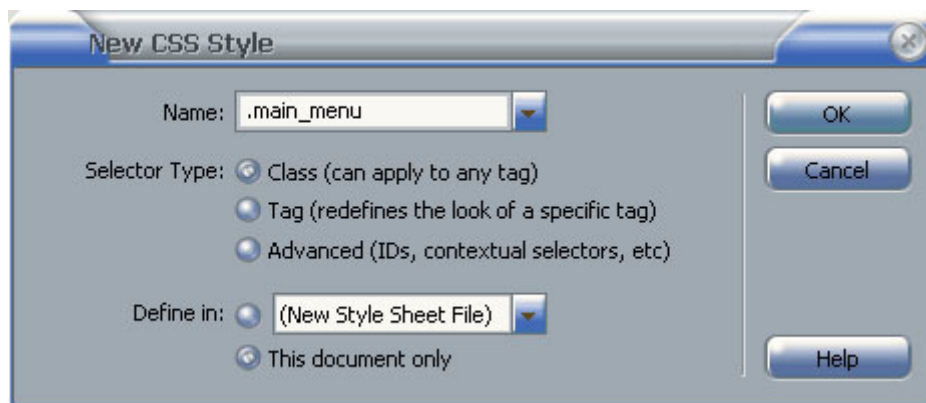 New CSS Style
Name: .main_menu
OK
Selector Type: Class (can apply to any tag)
Cancel
Tag (redefines the look of a specific tag)
Advanced (IDs, contextual selectors, etc)
Define in: (New Style Sheet File)
This document only
Help